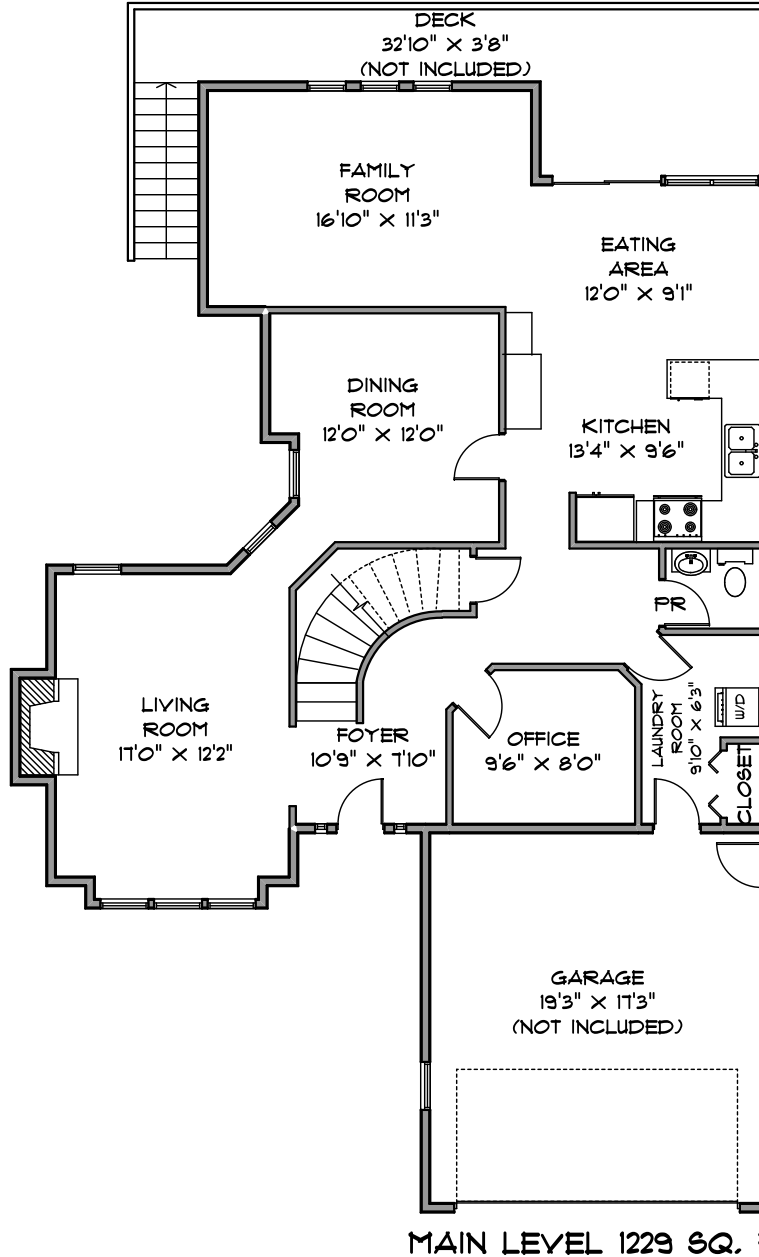 DECK
32'10" X 3'8"
(NOT INCLUDED)
FAMILY
ROOM
16'10" X 11'3"
EATING
AREA
12'0" X 9'1"
DINING
ROOM
12'0" X 12'0"
KITCHEN
13'4" X 9'6"
PR
LIVING
ROOM
17'0" X 12'2"
FOYER
10'9" X 7'10"
OFFICE
9'6" X 8'0"
LAUNDRY
ROOM
9'10" X 6'3"
W/D
CLOSET
GARAGE
19'3" X 17'3"
(NOT INCLUDED)
MAIN LEVEL 1229 SQ.